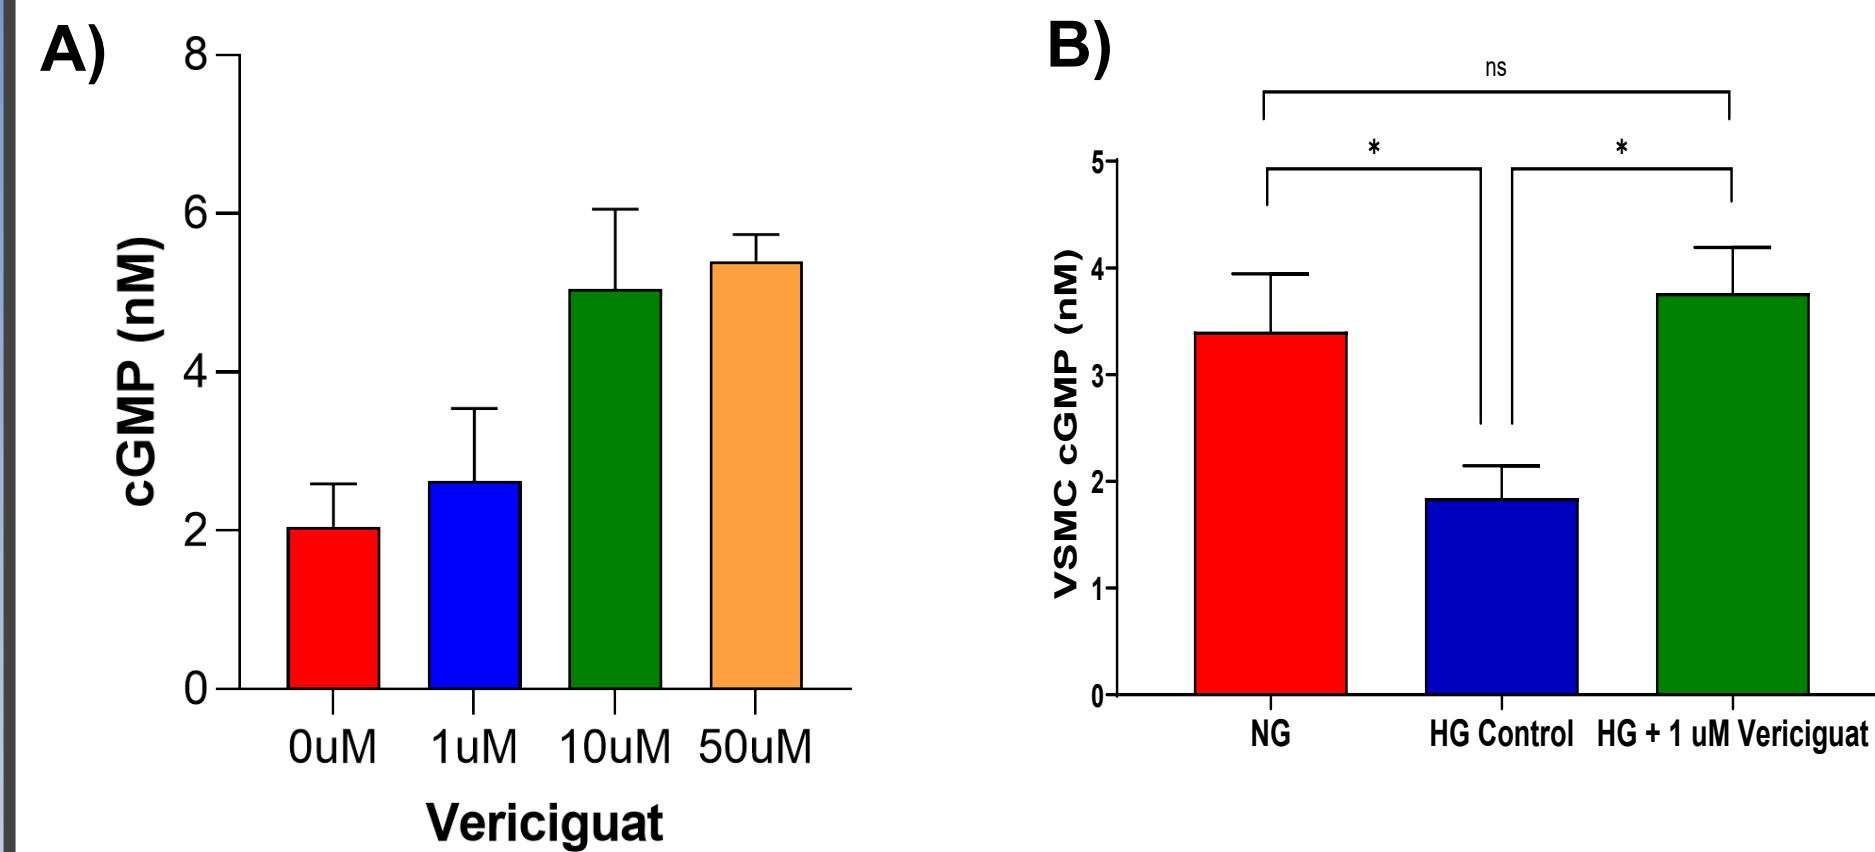 A)
8
6
4
2
0
cGMP (nM)
0uM 1uM 10uM 50uM
Vericiguat
B)
ns
* *
5
4
3
2
1
0
VSMC cGMP (nM)
NG HG Control HG + 1 uM Vericiguat